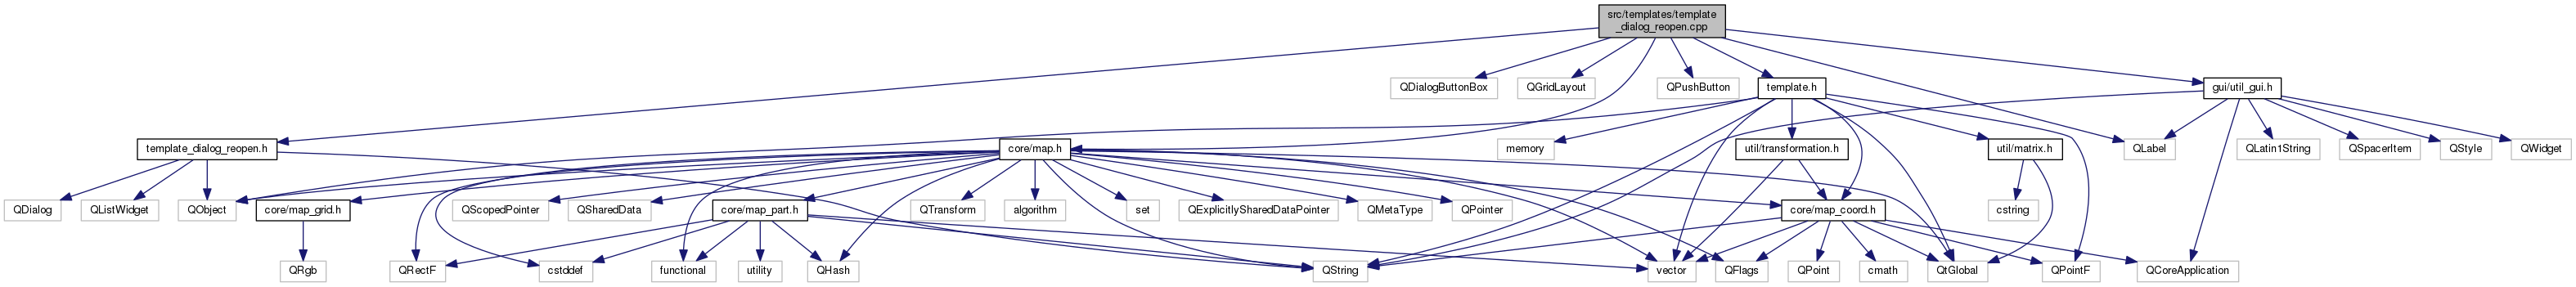 src/templates/template
_dialog_reopen.cpp
QDialogButtonBox
QGridLayout
QPushButton
template.h
gui/util_gui.h
template_dialog_reopen.h
core/map.h
memory
util/transformation.h
util/matrix.h
QLabel
QLatin1String
QSpacerItem
QStyle
QWidget
QDialog
QListWidget
QObject
core/map_grid.h
QScopedPointer
QSharedData
core/map_part.h
QTransform
algorithm
set
QExplicitlySharedDataPointer
QMetaType
QPointer
core/map_coord.h
cstring
QRgb
QRectF
cstddef
functional
utility
QHash
QString
vector
QFlags
QPoint
cmath
QtGlobal
QPointF
QCoreApplication